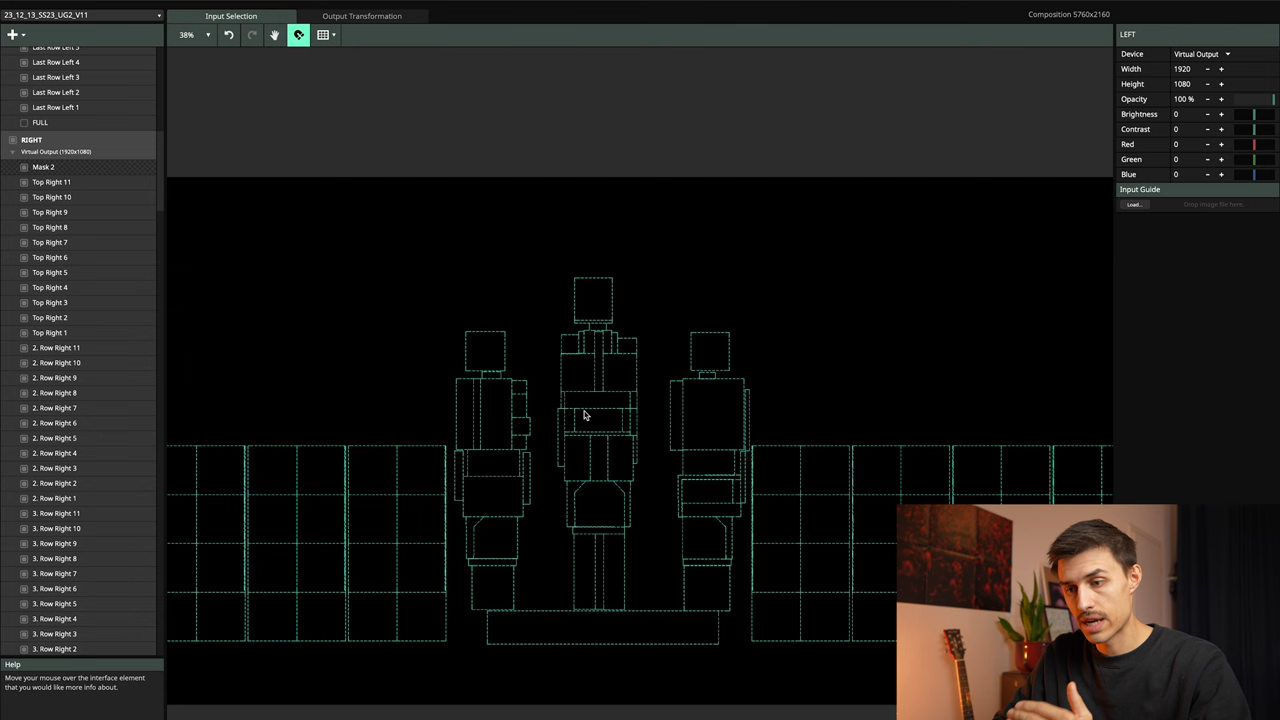 23_12_13_SS23_UG2_V11
Input Selection
Output Transformation
Composition 5760x2160
38%
Last Row Left 5
Last Row Left 4
Last Row Left 3
Last Row Left 2
Last Row Left 1
FULL
RIGHT
Virtual Output (1920x1080)
Mask 2
Top Right 11
Top Right 10
Top Right 9
Top Right 8
Top Right 7
Top Right 6
Top Right 5
Top Right 4
Top Right 3
Top Right 2
Top Right 1
2. Row Right 11
2. Row Right 10
2. Row Right 9
2. Row Right 8
2. Row Right 7
2. Row Right 6
2. Row Right 5
2. Row Right 4
2. Row Right 3
2. Row Right 2
2. Row Right 1
3. Row Right 11
3. Row Right 10
3. Row Right 9
3. Row Right 8
3. Row Right 7
3. Row Right 6
3. Row Right 5
3. Row Right 4
3. Row Right 3
3. Row Right 2
Help
Move your mouse over the interface element
that you would like more info about.
LEFT
Device Virtual Output
Width 1920 - +
Height 1080 - +
Opacity 100 % - +
Brightness 0 - +
Contrast 0 - +
Red 0 - +
Green 0 - +
Blue 0 - +
Input Guide
Load... Drop image file here.